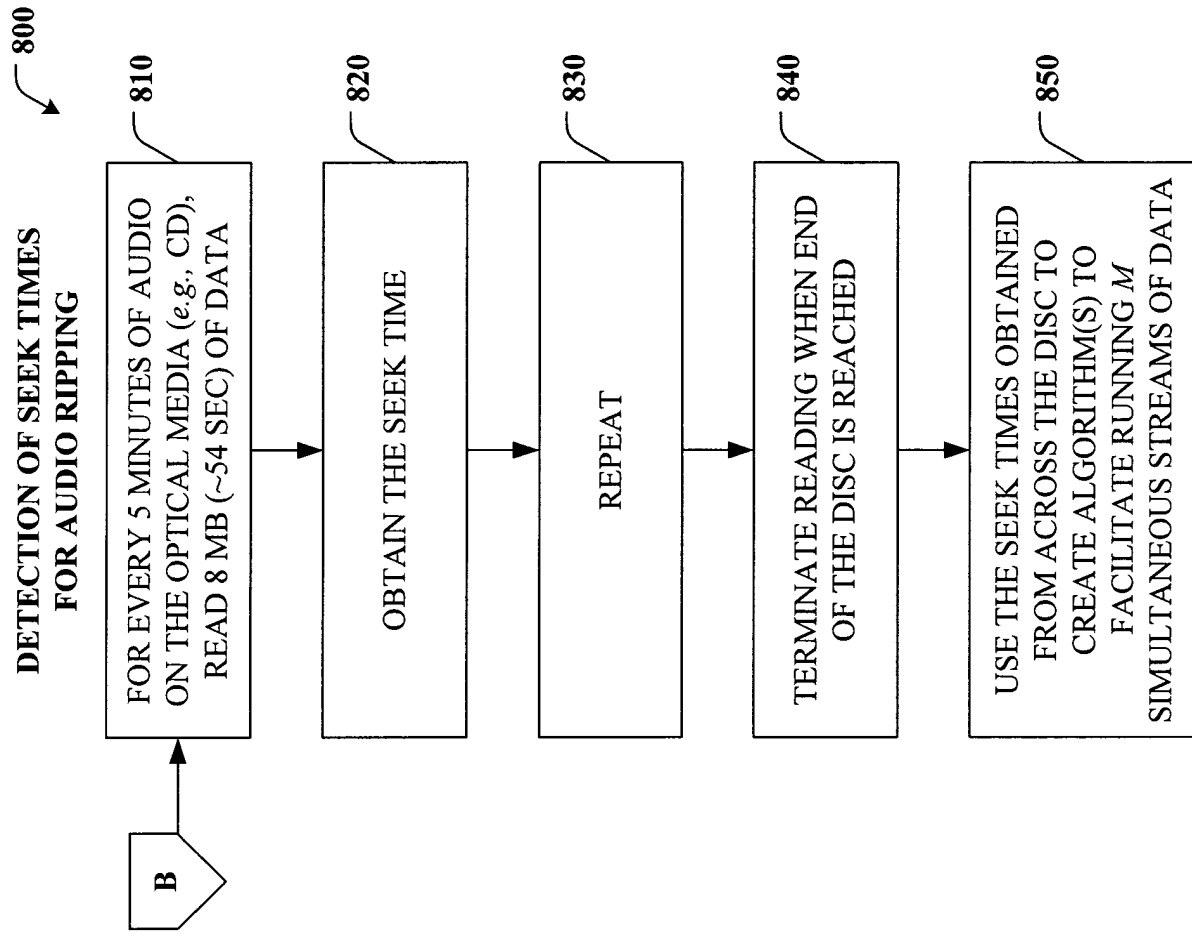 DETECTION OF SEEK TIMES
FOR AUDIO RIPPING
800
B
810
FOR EVERY 5 MINUTES OF AUDIO
ON THE OPTICAL MEDIA (e.g., CD),
READ 8 MB (~54 SEC) OF DATA
820
OBTAIN THE SEEK TIME
830
REPEAT
840
TERMINATE READING WHEN END
OF THE DISC IS REACHED
850
USE THE SEEK TIMES OBTAINED
FROM ACROSS THE DISC TO
CREATE ALGORITHM(S) TO
FACILITATE RUNNING M
SIMULTANEOUS STREAMS OF DATA